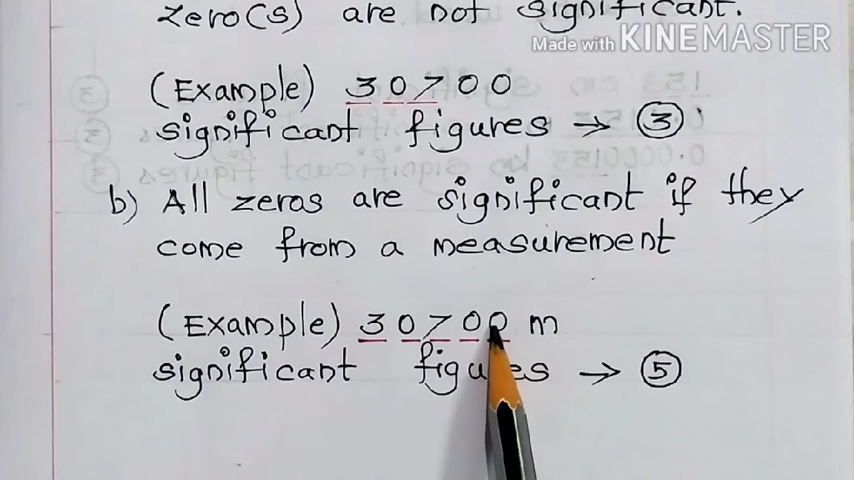 zero(s) are not significant.
Made with KINEMASTER
(Example) 30700
significant figures → 3
b) All zeros are significant if they
come from a measurement
(Example) 30700 m
significant figures → 5